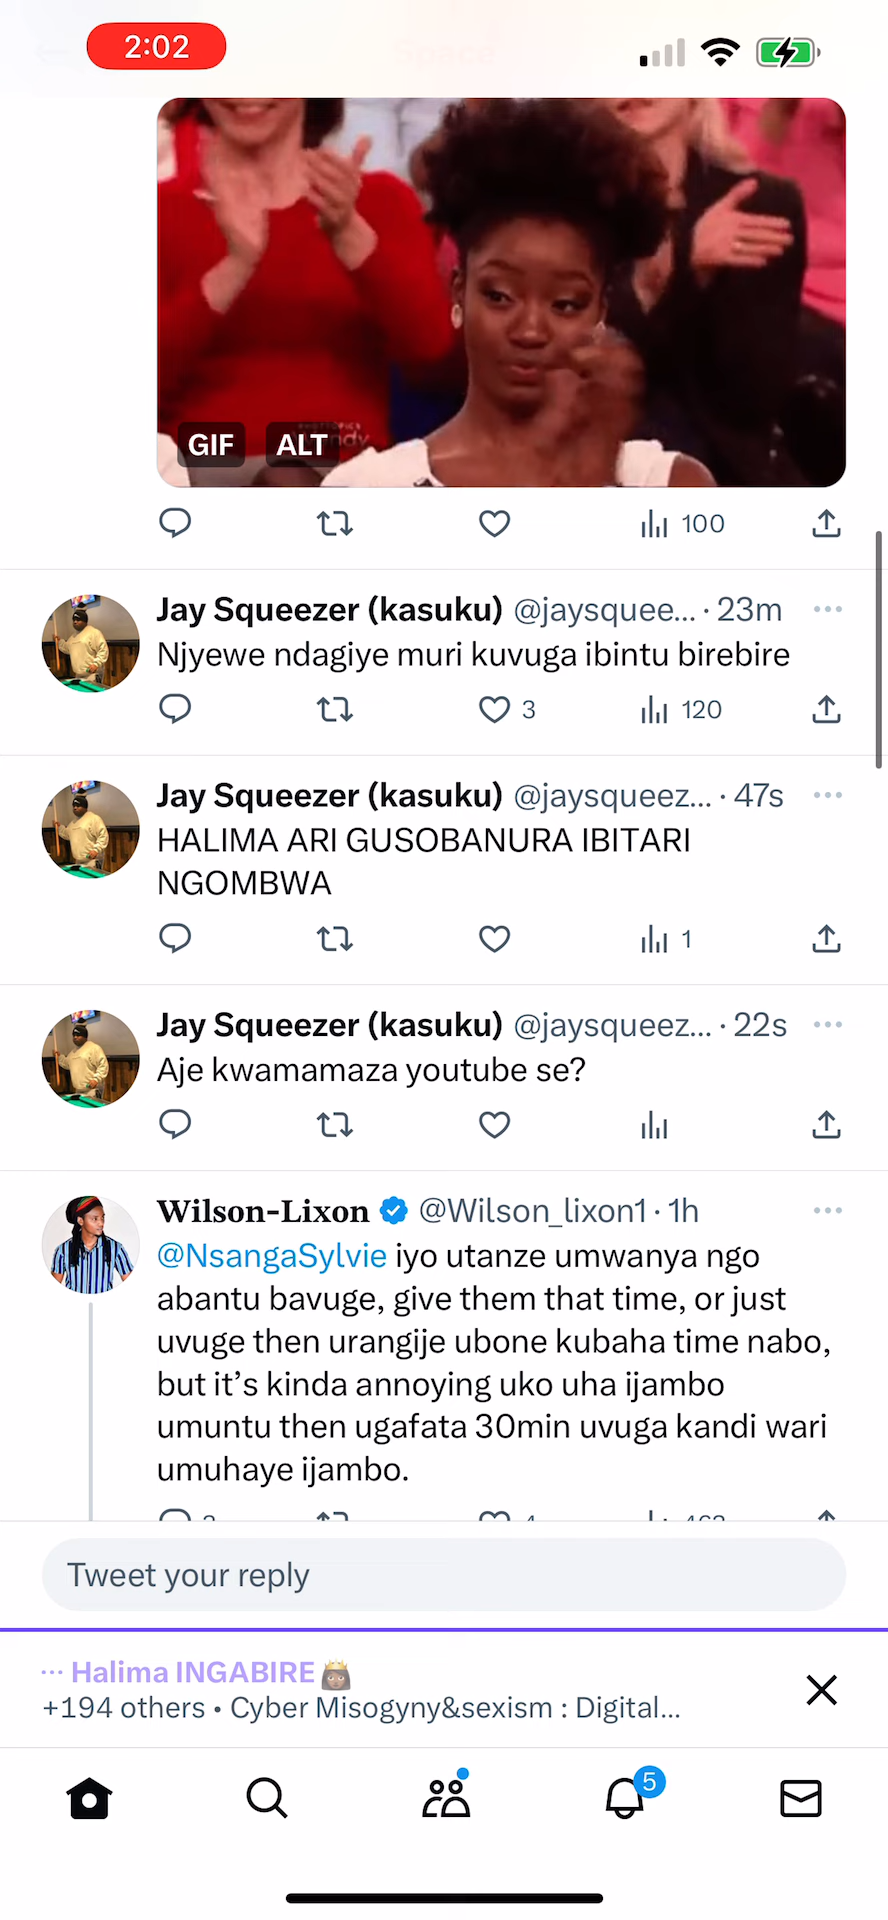 2:02
Space
GIF
ALT
100
Jay Squeezer (kasuku) @jaysquee... · 23m
Njyewe ndagiye muri kuvuga ibintu birebire
3
120
Jay Squeezer (kasuku) @jaysqueez... · 47s
HALIMA ARI GUSOBANURA IBITARI
NGOMBWA
1
Jay Squeezer (kasuku) @jaysqueez... · 22s
Aje kwamamaza youtube se?
Wilson-Lixon @Wilson_lixon1 · 1h
@NsangaSylvie iyo utanze umwanya ngo
abantu bavuge, give them that time, or just
uvuge then urangije ubone kubaha time nabo,
but it’s kinda annoying uko uha ijambo
umuntu then ugafata 30min uvuga kandi wari
umuhaye ijambo.
Tweet your reply
Halima INGABIRE
+194 others • Cyber Misogyny&sexism : Digital...
5